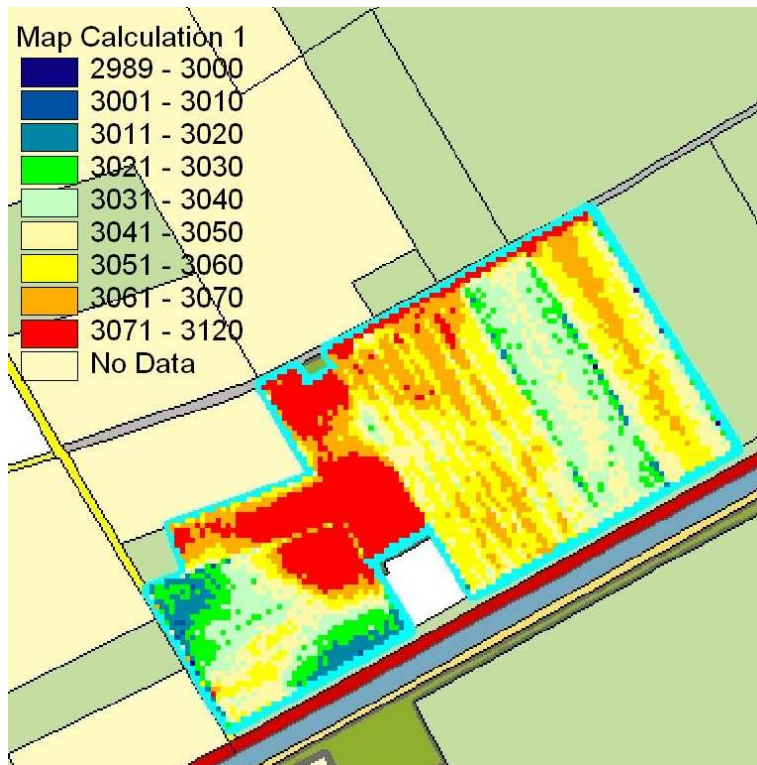 Map Calculation 1
2989 - 3000
3001 - 3010
3011 - 3020
3021 - 3030
3031 - 3040
3041 - 3050
3051 - 3060
3061 - 3070
3071 - 3120
No Data